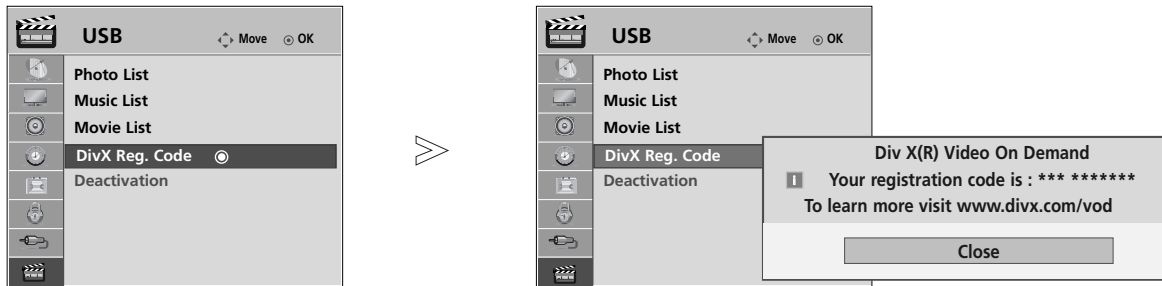 USB
Move OK
Photo List
Music List
Movie List
DivX Reg. Code
Deactivation
USB
Move OK
Photo List
Music List
Movie List
DivX Reg. Code
Deactivation
Div X(R) Video On Demand
i Your registration code is : *** *******
To learn more visit www.divx.com/vod
Close